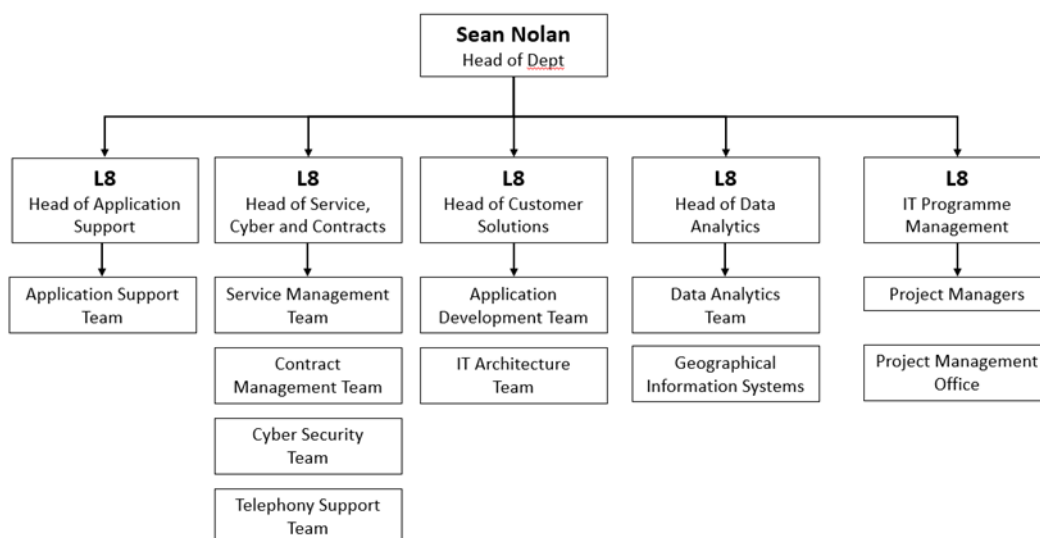 Sean Nolan
Head of Dept
L8
Head of Application
Support
L8
Head of Service,
Cyber and Contracts
L8
Head of Customer
Solutions
L8
Head of Data
Analytics
L8
IT Programme
Management
Application Support
Team
Service Management
Team
Application
Development Team
Data Analytics
Team
Project Managers
Contract
Management Team
IT Architecture
Team
Geographical
Information Systems
Project Management
Office
Cyber Security
Team
Telephony Support
Team